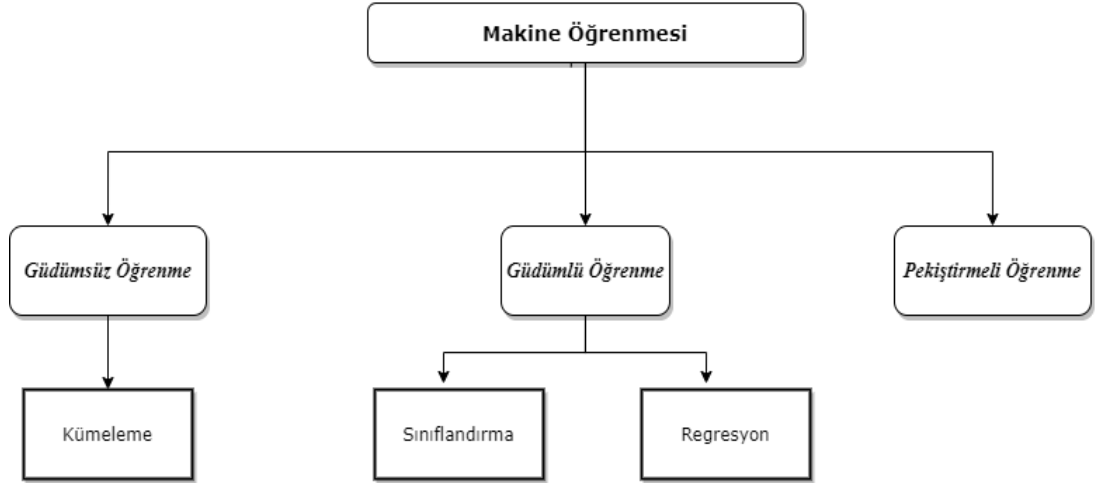 Makine Öğrenmesi
Güdümsüz Öğrenme
Güdümlü Öğrenme
Pekiştirmeli Öğrenme
Kümeleme
Sınıflandırma
Regresyon